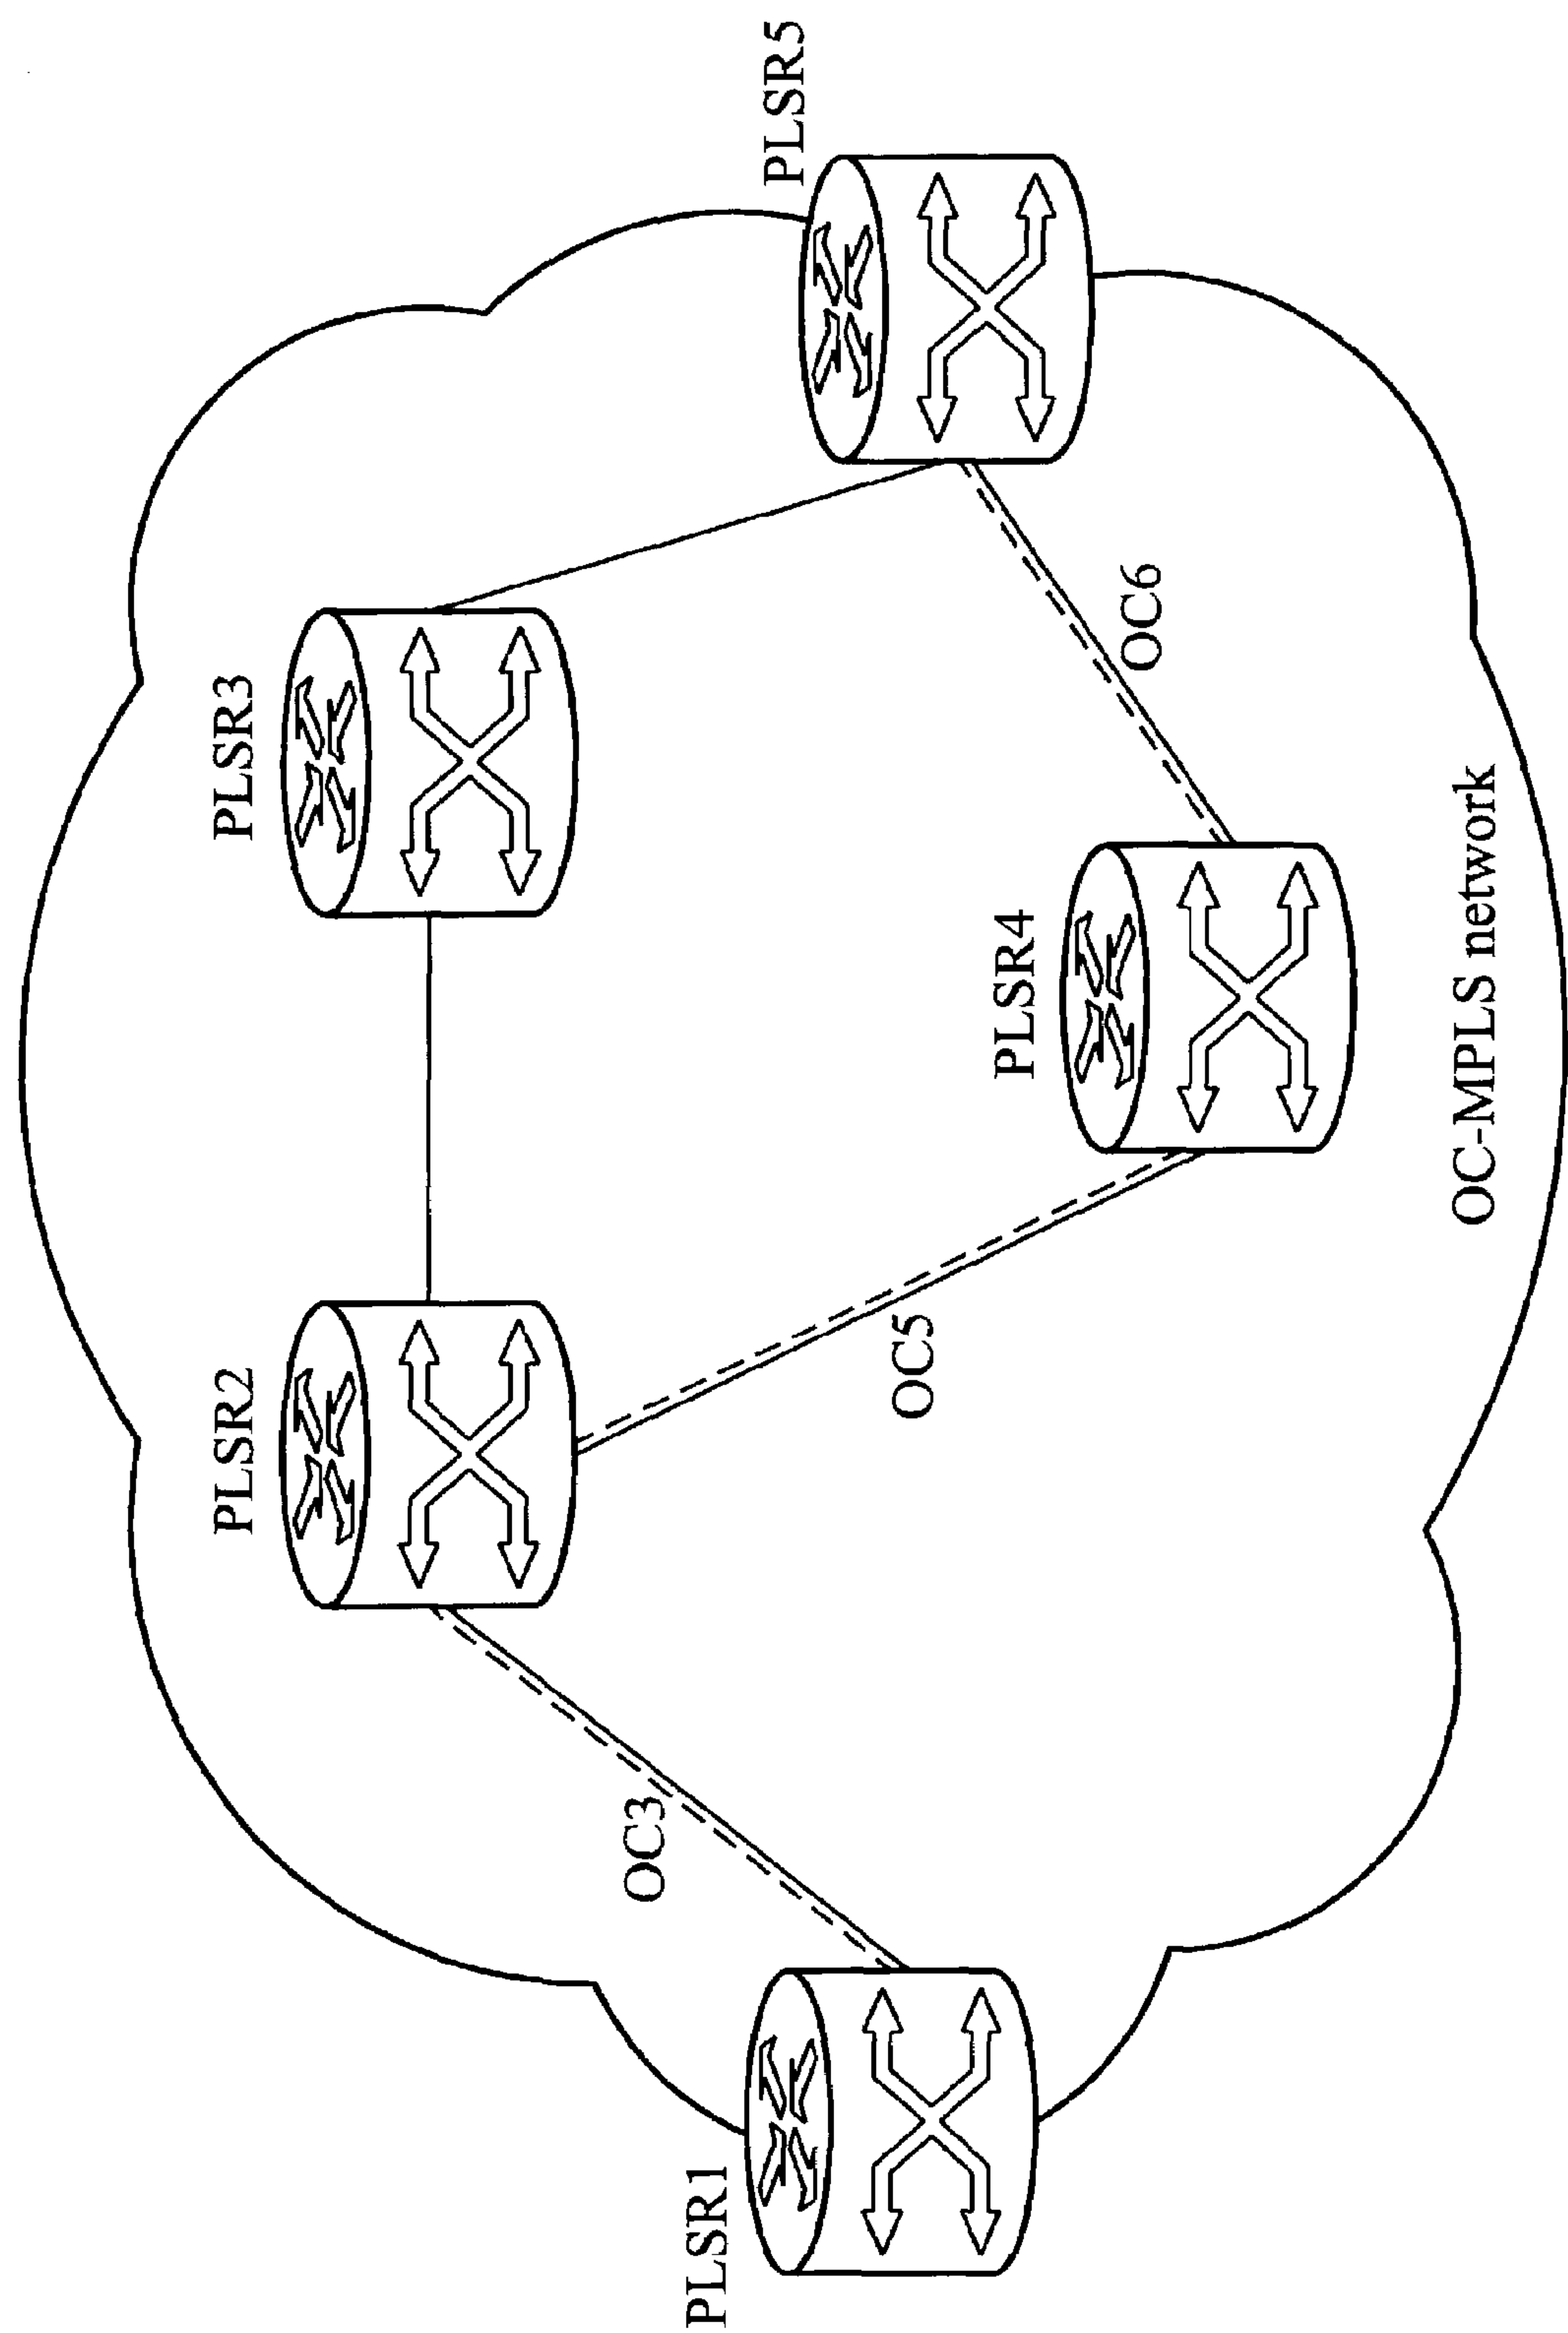 PLSR1
OC3
PLSR2
OC5
PLSR3
PLSR4
OC6
PLSR5
OC-MPLS network